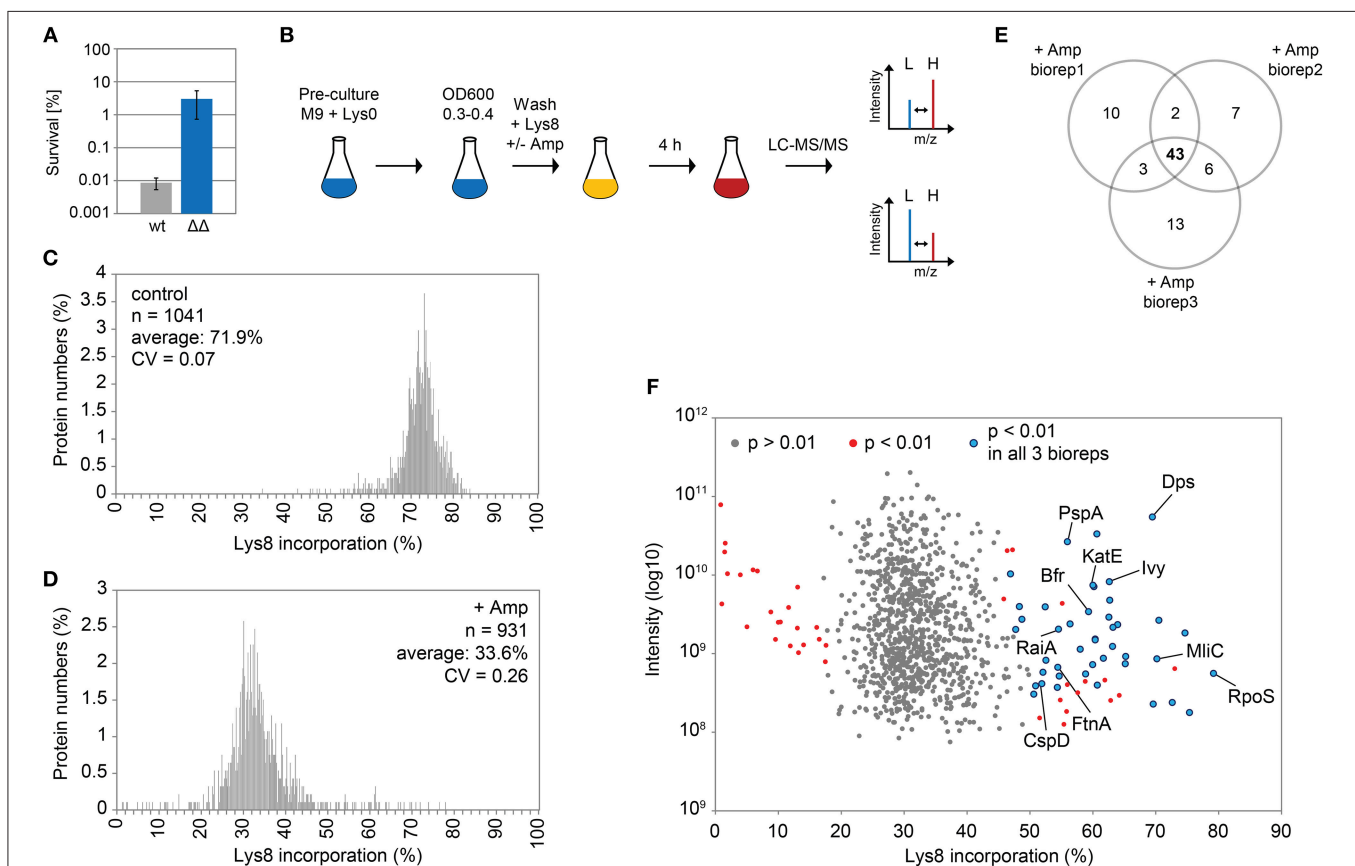 A
100
10
1
0.1
0.01
0.001
Survival [%]
wt
ΔΔ
B
Pre-culture
M9 + Lys0
OD600
0.3-0.4
Wash
+ Lys8
+/- Amp
4 h
LC-MS/MS
Intensity
L
H
m/z
Intensity
L
H
m/z
C
4
3.5
3
2.5
2
1.5
1
0.5
0
Protein numbers (%)
control
n = 1041
average: 71.9%
CV = 0.07
0 10 20 30 40 50 60 70 80 90 100
Lys8 incorporation (%)
D
3
2.5
2
1.5
1
0.5
0
Protein numbers (%)
+ Amp
n = 931
average: 33.6%
CV = 0.26
0 10 20 30 40 50 60 70 80 90 100
Lys8 incorporation (%)
E
+ Amp
biorep1
+ Amp
biorep2
10
2
7
43
3
6
13
+ Amp
biorep3
F
10¹²
10¹¹
10¹⁰
10⁹
10⁸
10⁹
Intensity (log10)
p > 0.01
p < 0.01
p < 0.01
in all 3 bioreps
Dps
PspA
KatE
Ivy
Bfr
RaiA
MliC
RpoS
FtnA
CspD
0 10 20 30 40 50 60 70 80 90
Lys8 incorporation (%)